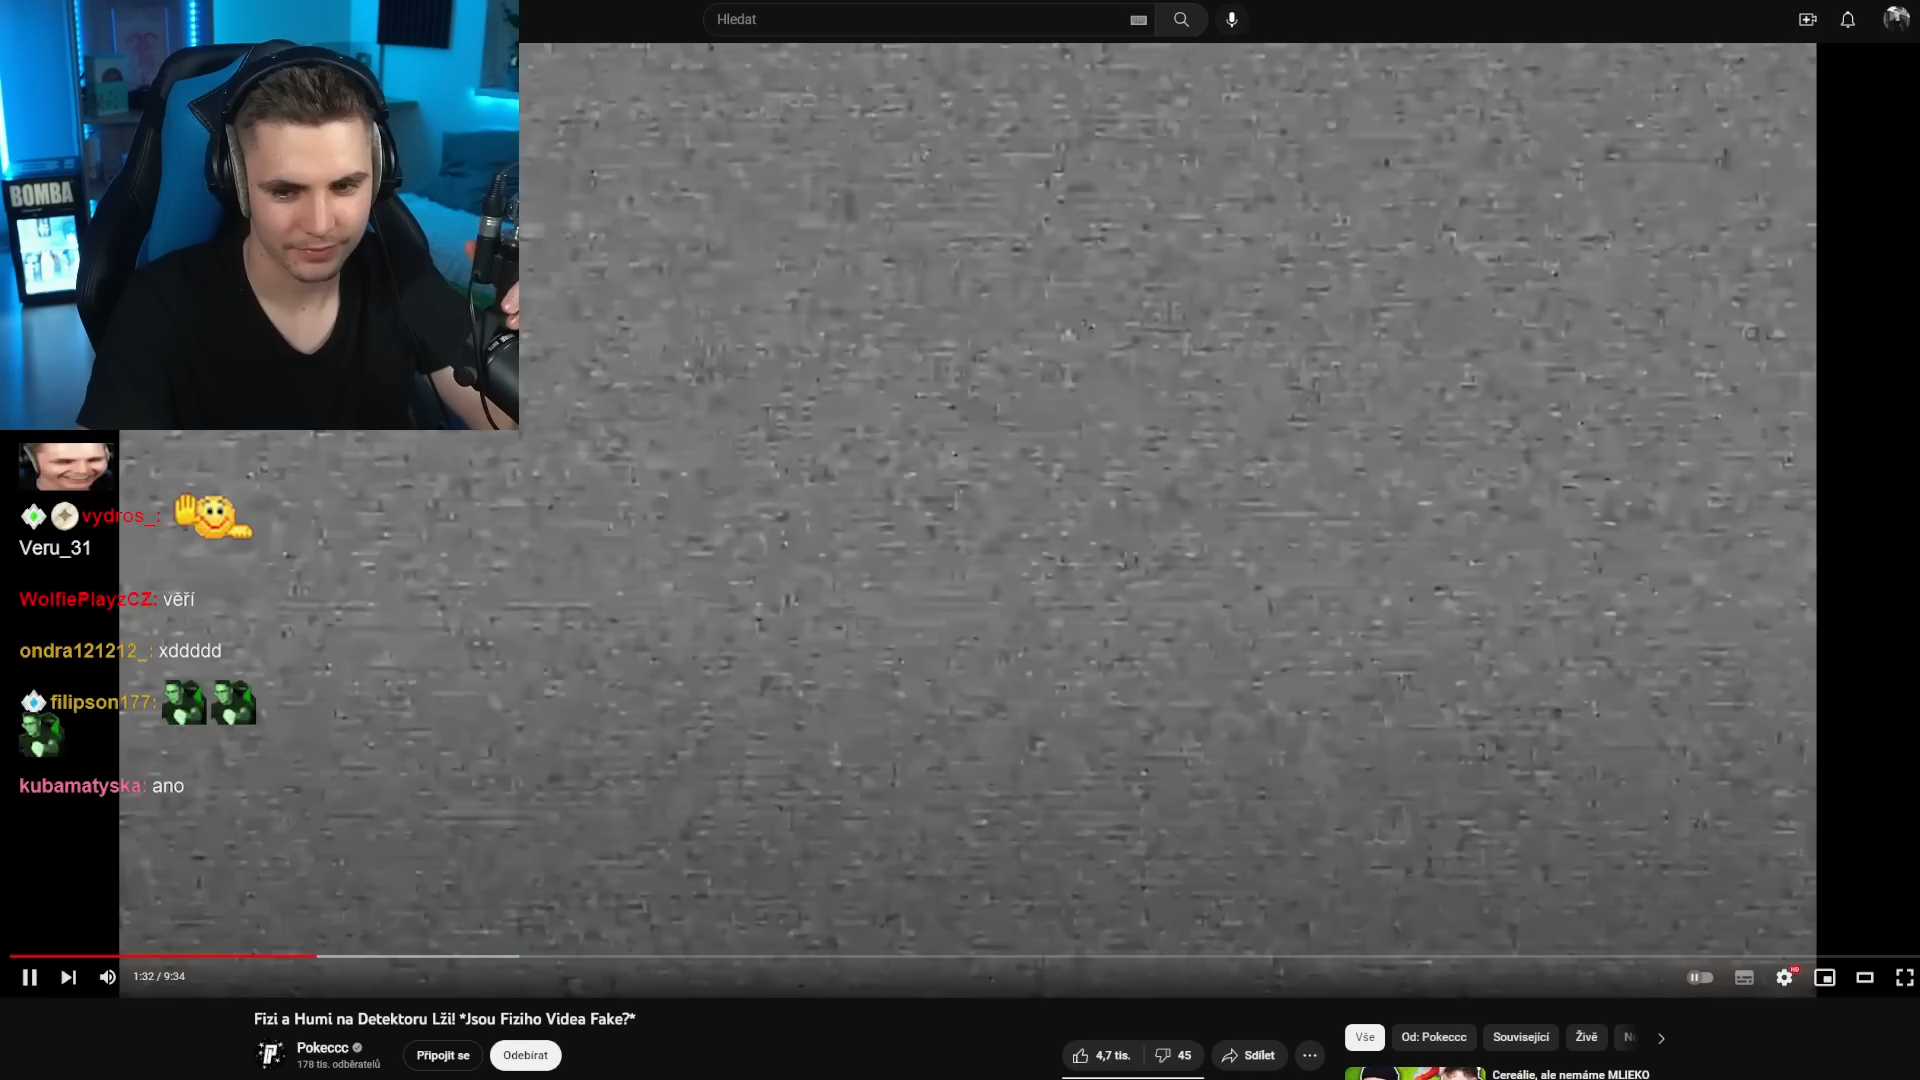 Hledat
BOMBA
vydros_:
Veru_31
WolfiePlayzCZ: věří
ondra121212_: xddddd
filipson177:
kubamatyska: ano
1:32 / 9:34
HD
Fizi a Humi na Detektoru Lži! *Jsou Fiziho Videa Fake?*
Pokeccc
178 tis. odběratelů
Připojit se
Odebírat
4,7 tis.
45
Sdílet
Vše
Od: Pokeccc
Související
Živě
Cereálie, ale nemáme MLIEKO